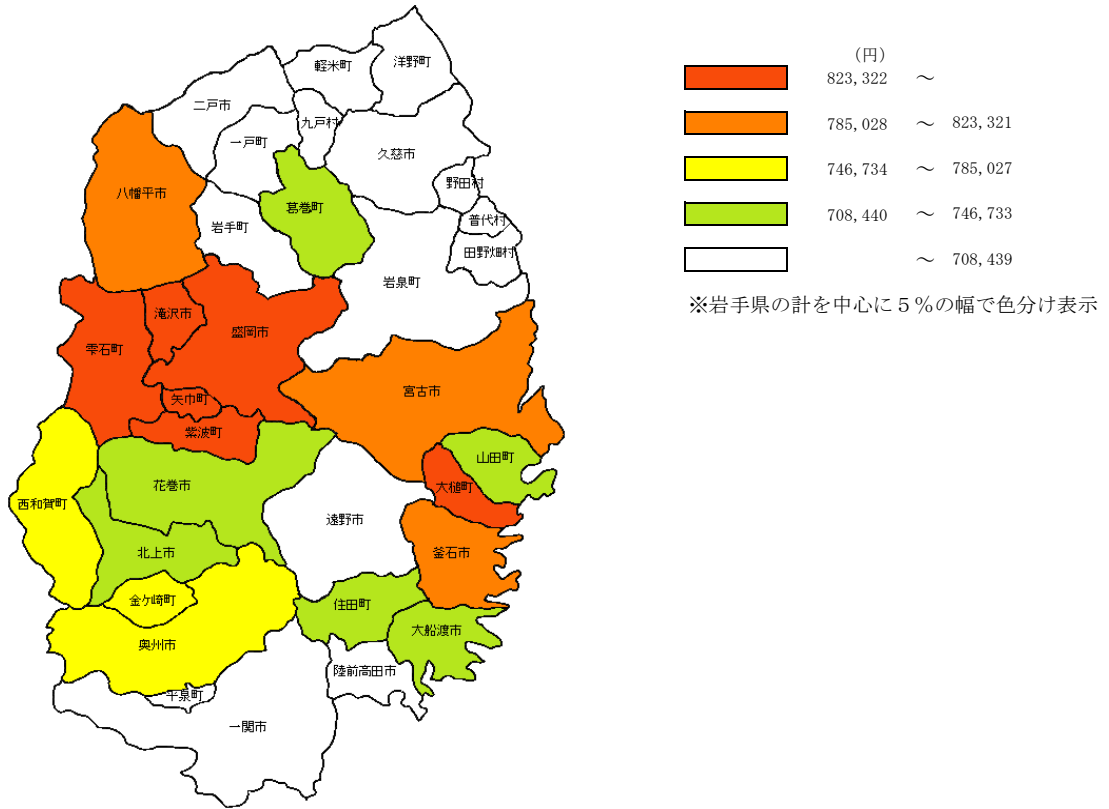 洋野町
軽米町
二戸市
九戸村
一戸町
久慈市
八幡平市
野田村
葛巻町
普代村
岩手町
田野畑村
岩泉町
滝沢市
盛岡市
雫石町
宮古市
矢巾町
紫波町
山田町
花巻市
大槌町
西和賀町
遠野市
北上市
釜石市
金ケ崎町
住田町
大船渡市
奥州市
陸前高田市
平泉町
一関市
(円)
823,322 ～
785,028 ～ 823,321
746,734 ～ 785,027
708,440 ～ 746,733
～ 708,439
※岩手県の計を中心に５％の幅で色分け表示